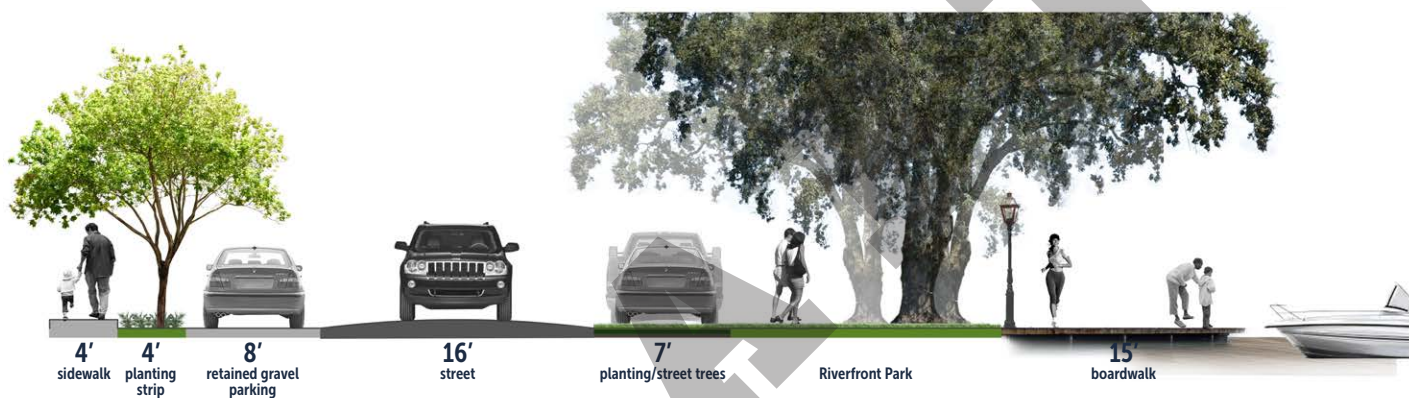 4′
sidewalk
4′
planting
strip
8′
retained gravel
parking
16′
street
7′
planting/street trees
Riverfront Park
15′
boardwalk